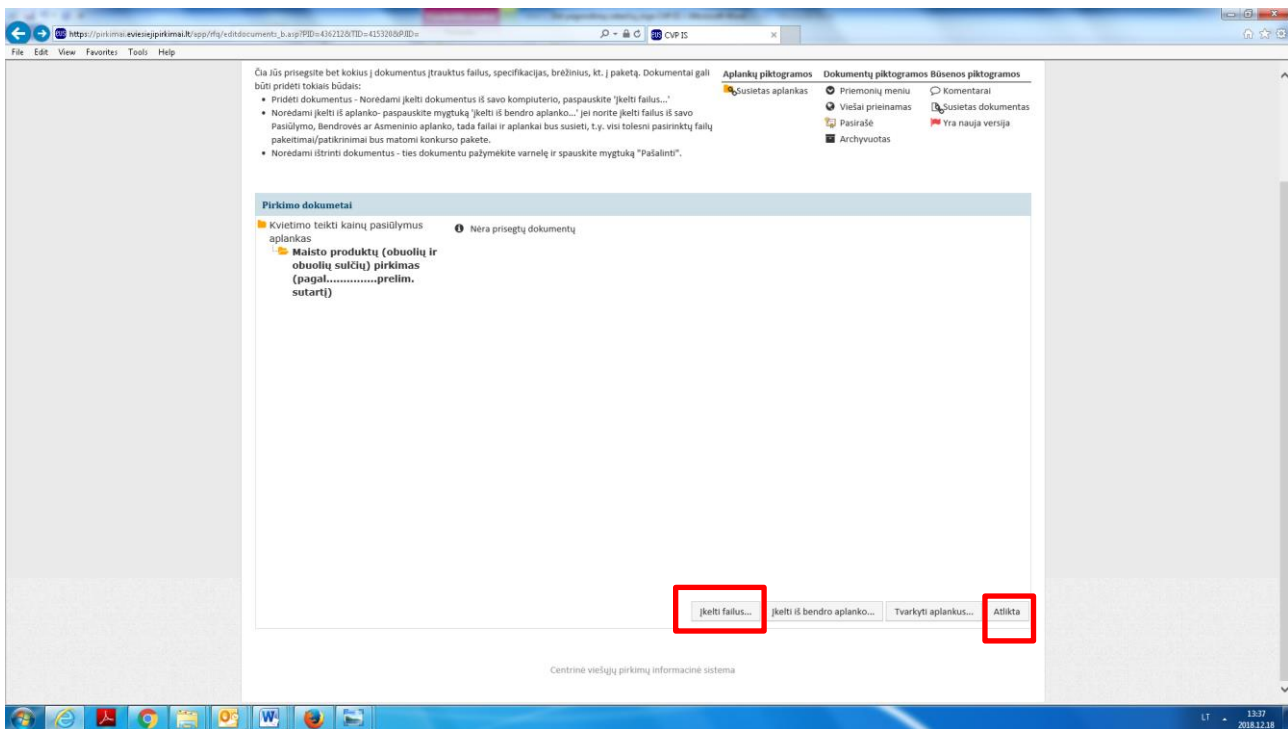 https://pirkimai.eviesiejipirkimai.lt/app/rfq/editdocuments_b.asp?PID=436212&TID=415320&PJID=
CVP IS
File Edit View Favorites Tools Help
Čia Jūs prisegsite bet kokius į dokumentus įtrauktus failus, specifikacijas, brėžinius, kt. į paketą. Dokumentai gali
būti pridėti tokiais būdais:
• Pridėti dokumentus - Norėdami įkelti dokumentus iš savo kompiuterio, paspauskite 'Įkelti failus...'
• Norėdami įkelti iš aplanko- paspauskite mygtuką 'Įkelti iš bendro aplanko...' jei norite įkelti failus iš savo
Pasiūlymo, Bendrovės ar Asmeninio aplanko, tada failai ir aplankai bus susieti, t.y. visi tolesni pasirinktų failų
pakeitimai/patikrinimai bus matomi konkurso pakete.
• Norėdami ištrinti dokumentus - ties dokumentu pažymėkite varnelę ir spauskite mygtuką "Pašalinti".
Aplankų piktogramos Dokumentų piktogramos Būsenos piktogramos
Susietas aplankas Priemonių meniu Komentarai
Viešai prieinamas Susietas dokumentas
Pasirašė Yra nauja versija
Archyvuotas
Pirkimo dokumetai
Kvietimo teikti kainų pasiūlymus
aplankas
Maisto produktų (obuolių ir
obuolių sulčių) pirkimas
(pagal...............prelim.
sutartį)
Nėra prisegtų dokumentų
Įkelti failus... Įkelti iš bendro aplanko... Tvarkyti aplankus... Atlikta
Centrinė viešųjų pirkimų informacinė sistema
LT 13:37
2018.12.18